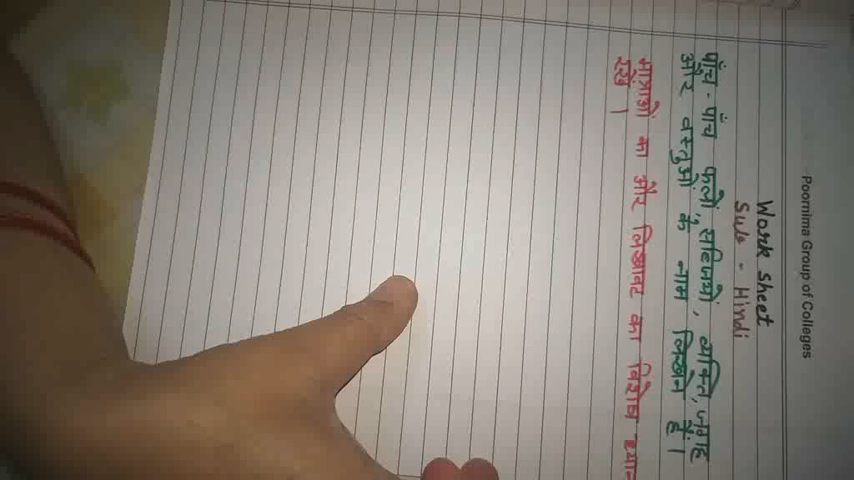 Poornima Group of Colleges
Work Sheet
Sub - Hindi
पाँच-पाँच फलों, सब्जियों, व्यक्ति, जगह
और वस्तुओं के नाम लिखने हैं।
मात्राओं का और लिखावट का विशेष ध्यान
रखें।